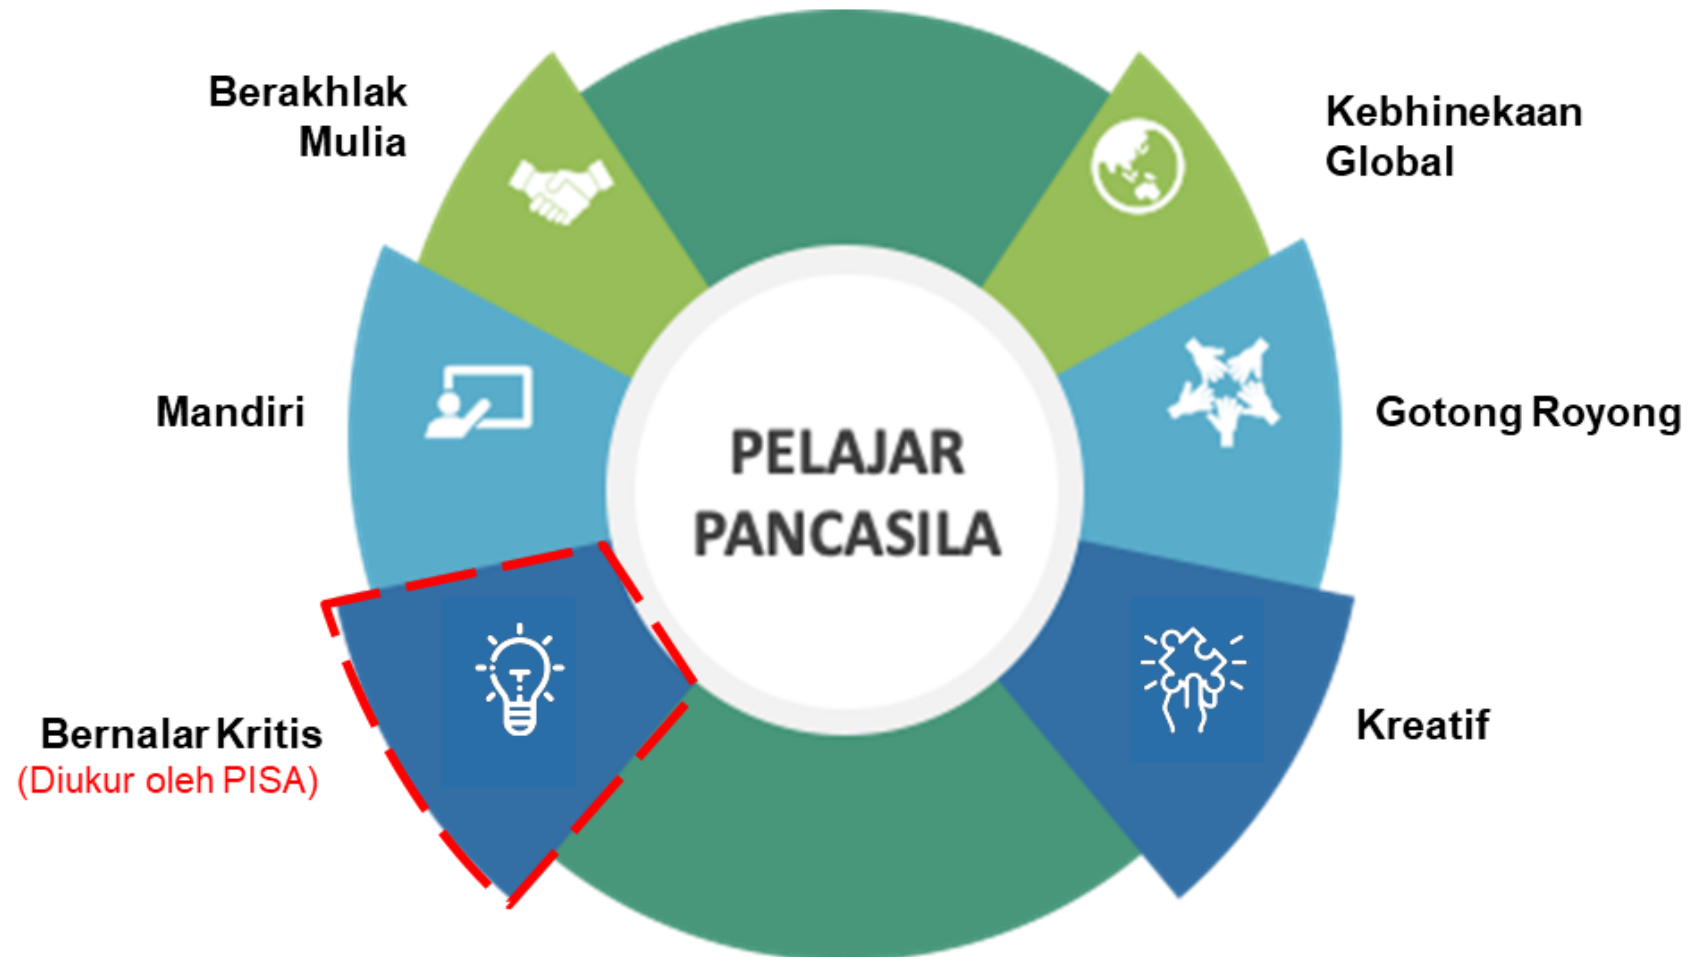 Berakhlak
Mulia
Kebhinekaan
Global
Mandiri
Gotong Royong
PELAJAR
PANCASILA
Bernalar Kritis
(Diukur oleh PISA)
Kreatif